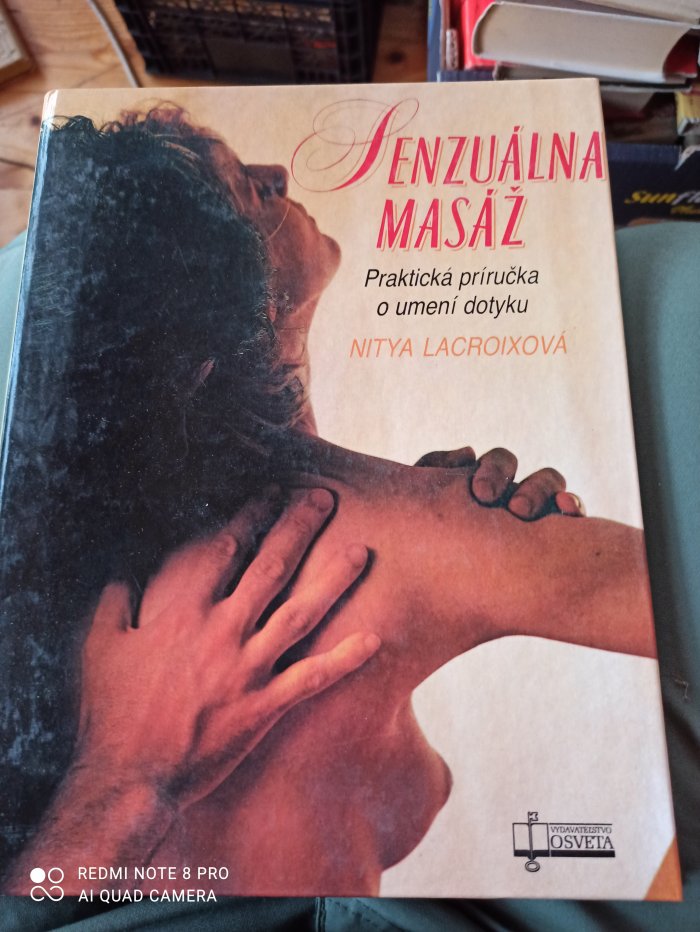 SENZUÁLNA
MASÁŽ
Praktická príručka
o umení dotyku
NITYA LACROIXOVÁ
VYDAVATEĽSTVO
OSVETA
REDMI NOTE 8 PRO
AI QUAD CAMERA